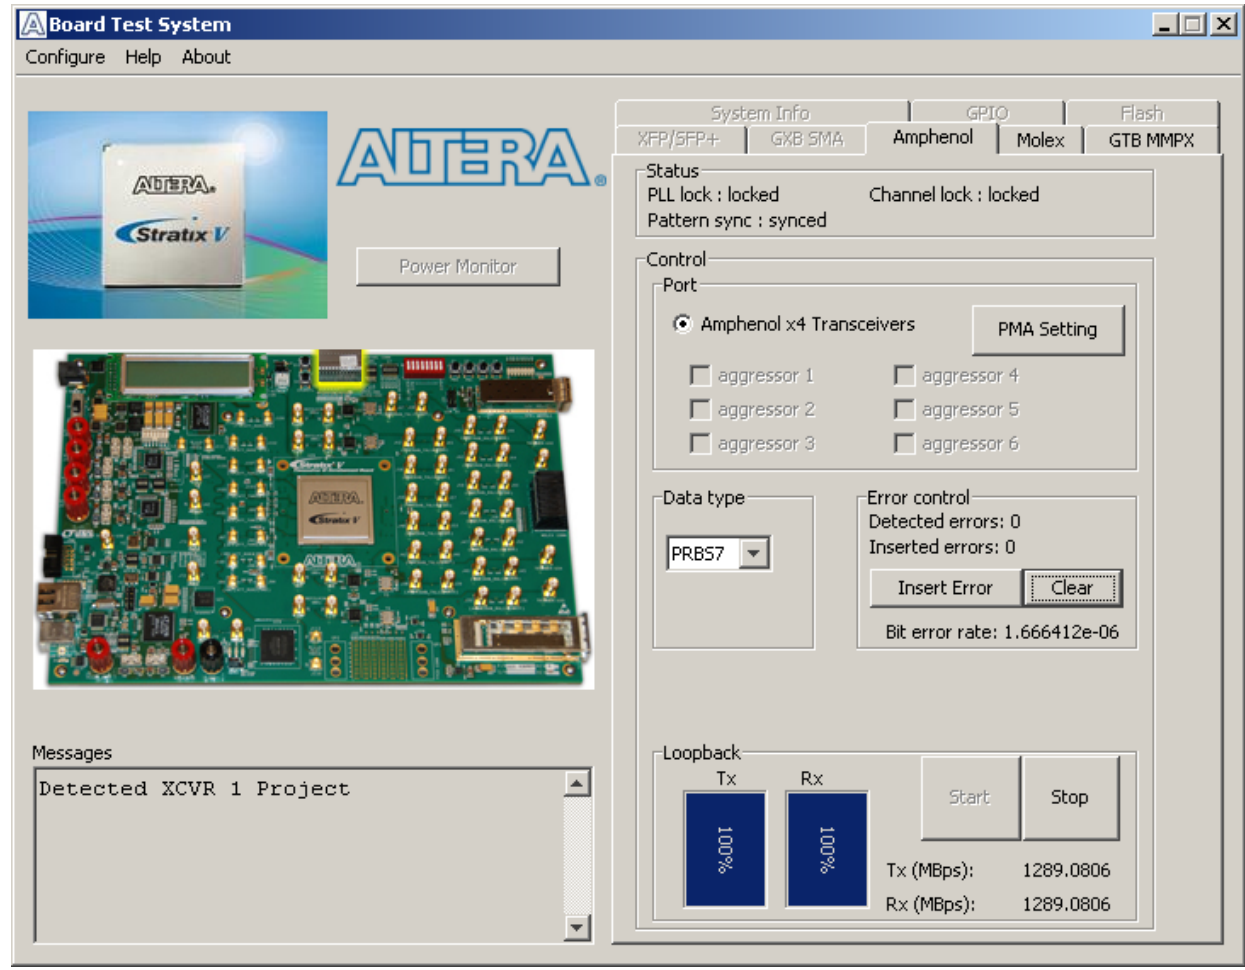 Board Test System
Configure Help About
ALTERA®
Stratix V
ALTERA®
Power Monitor
Stratix V
ALTERA
Stratix V
ALTERA
Messages
Detected XCVR 1 Project
System Info GPIO Flash
XFP/SFP+ GXB SMA Amphenol Molex GTB MMPX
Status
PLL lock : locked Channel lock : locked
Pattern sync : synced
Control
Port
Amphenol x4 Transceivers PMA Setting
aggressor 1 aggressor 4
aggressor 2 aggressor 5
aggressor 3 aggressor 6
Data type
PRBS7
Error control
Detected errors: 0
Inserted errors: 0
Insert Error Clear
Bit error rate: 1.666412e-06
Loopback
Tx Rx
100% 100%
Start Stop
Tx (MBps): 1289.0806
Rx (MBps): 1289.0806